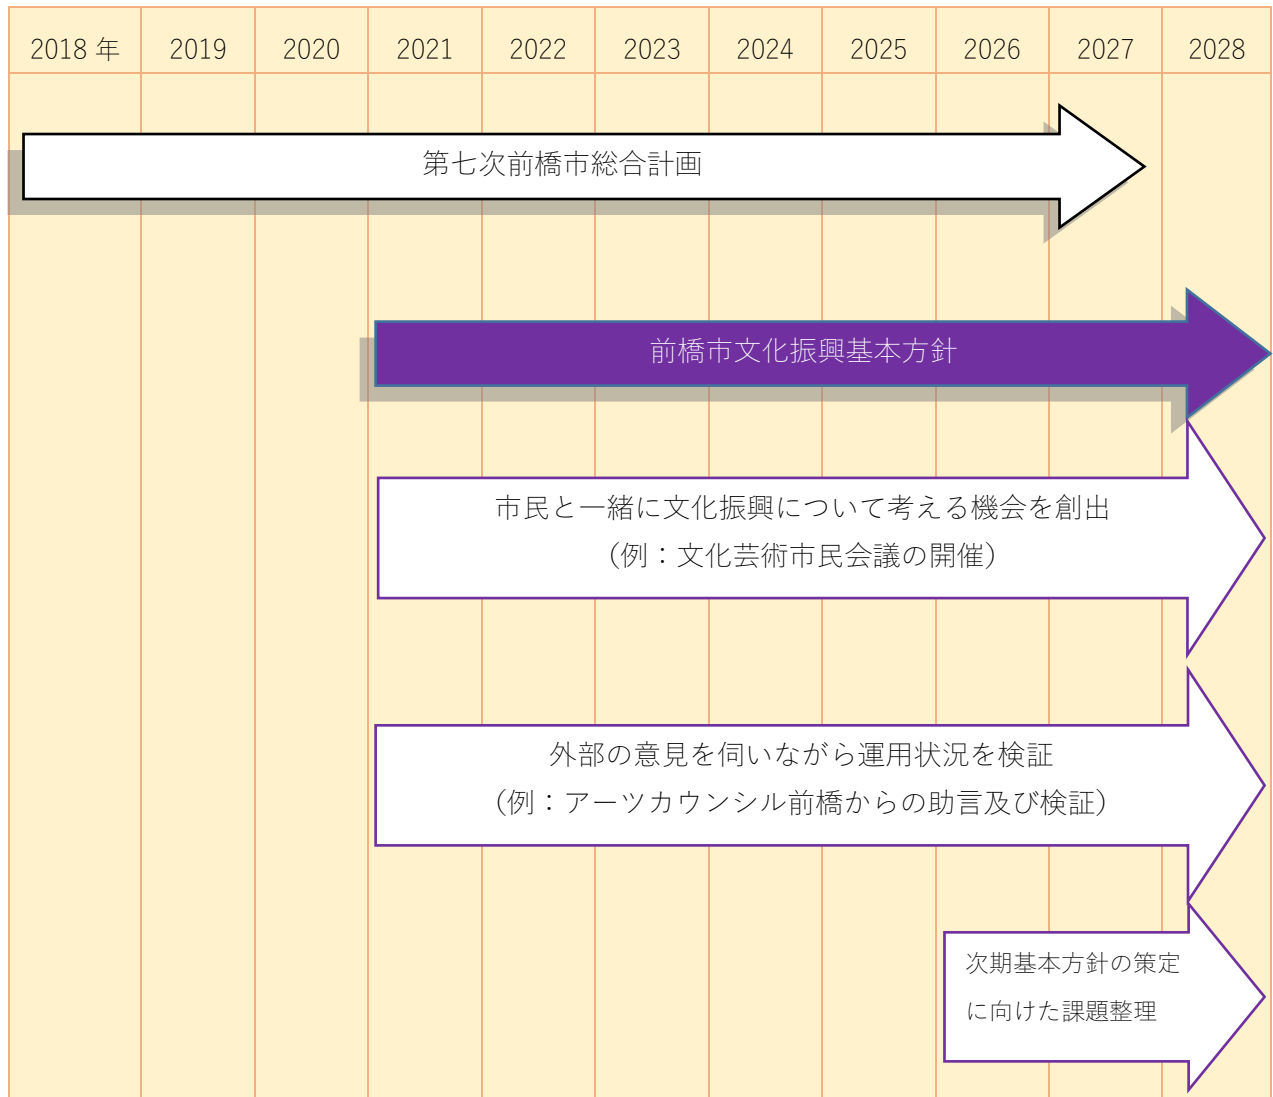 2018 年 2019 2020 2021 2022 2023 2024 2025 2026 2027 2028
第七次前橋市総合計画
前橋市文化振興基本方針
市民と一緒に文化振興について考える機会を創出
（例：文化芸術市民会議の開催）
外部の意見を伺いながら運用状況を検証
（例：アーツカウンシル前橋からの助言及び検証）
次期基本方針の策定
に向けた課題整理